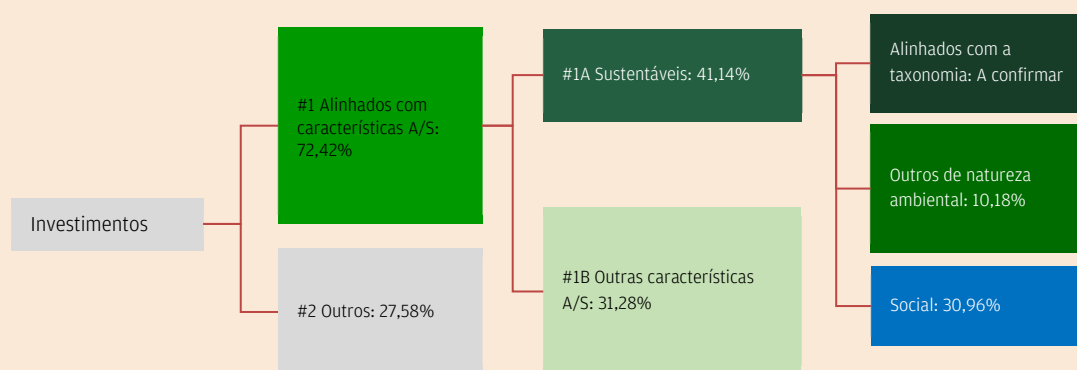 Investimentos
#1 Alinhados com
características A/S:
72,42%
#2 Outros: 27,58%
#1A Sustentáveis: 41,14%
#1B Outras características
A/S: 31,28%
Alinhados com a
taxonomia: A confirmar
Outros de natureza
ambiental: 10,18%
Social: 30,96%